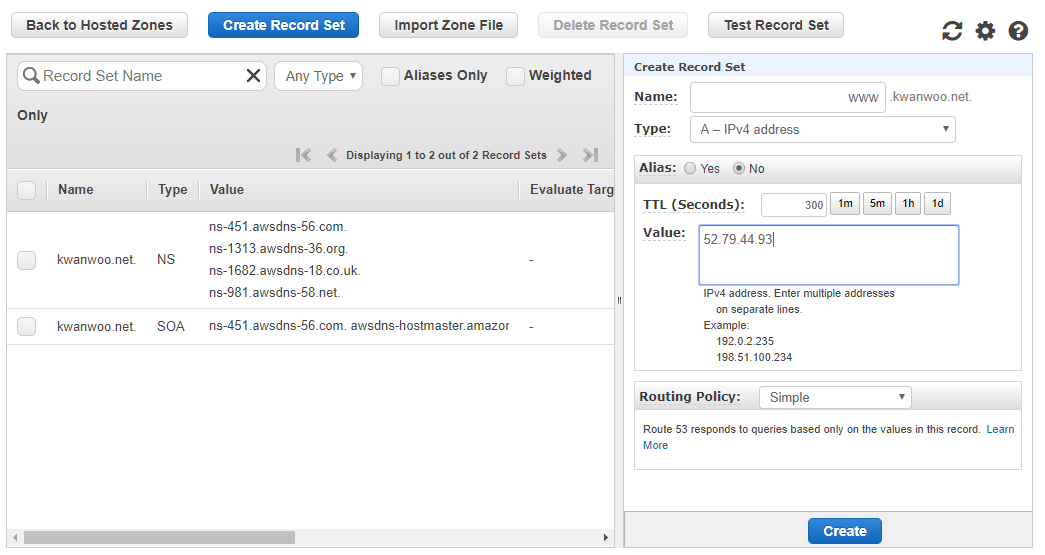 Back to Hosted Zones Create Record Set Import Zone File Delete Record Set Test Record Set
Record Set Name Any Type Aliases Only Weighted
Only
Displaying 1 to 2 out of 2 Record Sets
Name Type Value Evaluate Targ
kwanwoo.net. NS ns-451.awsdns-56.com.
ns-1313.awsdns-36.org.
ns-1682.awsdns-18.co.uk.
ns-981.awsdns-58.net.
-
kwanwoo.net. SOA ns-451.awsdns-56.com. awsdns-hostmaster.amazor -
Create Record Set
Name: www .kwanwoo.net.
Type: A – IPv4 address
Alias: Yes No
TTL (Seconds): 300 1m 5m 1h 1d
Value: 52.79.44.93
IPv4 address. Enter multiple addresses
on separate lines.
Example:
192.0.2.235
198.51.100.234
Routing Policy: Simple
Route 53 responds to queries based only on the values in this record. Learn
More
Create